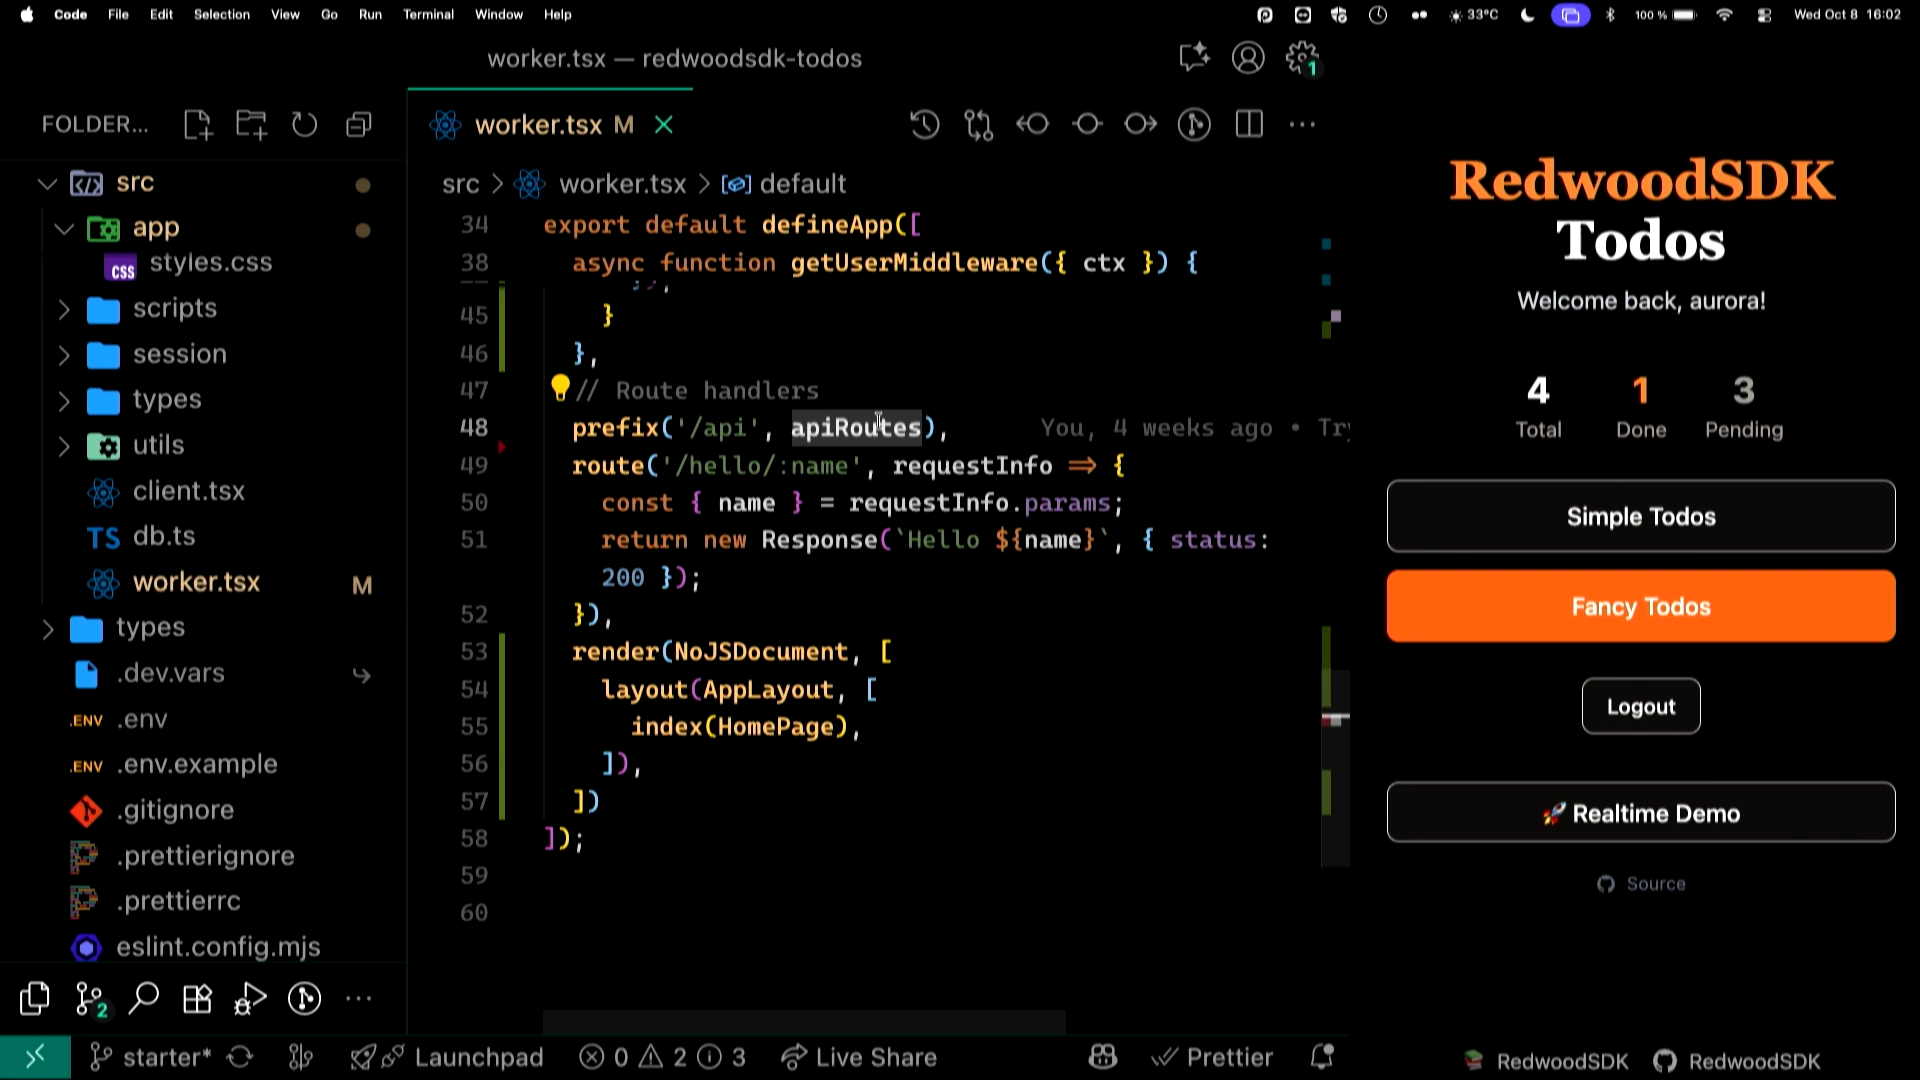 Code File Edit Selection View Go Run Terminal Window Help
33°C 100 % Wed Oct 8 16:02
worker.tsx — redwoodsdk-todos
1
FOLDER...
worker.tsx M
src > worker.tsx > default
src
app
styles.css
scripts
session
types
utils
client.tsx
TS db.ts
worker.tsx M
types
.dev.vars
.ENV .env
.ENV .env.example
.gitignore
.prettierignore
.prettierrc
eslint.config.mjs
34 export default defineApp([
38 async function getUserMiddleware({ ctx }) {
45 }
46 },
47 // Route handlers
48 prefix('/api', apiRoutes), You, 4 weeks ago • Try
49 route('/hello/:name', requestInfo => {
50 const { name } = requestInfo.params;
51 return new Response(`Hello ${name}`, { status:
200 });
52 }),
53 render(NoJSDocument, [
54 layout(AppLayout, [
55 index(HomePage),
56 ]),
57 ])
58 ]);
59
60
2
starter* Launchpad 0 2 3 Live Share Prettier
RedwoodSDK
Todos
Welcome back, aurora!
4 1 3
Total Done Pending
Simple Todos
Fancy Todos
Logout
🚀 Realtime Demo
Source
RedwoodSDK RedwoodSDK